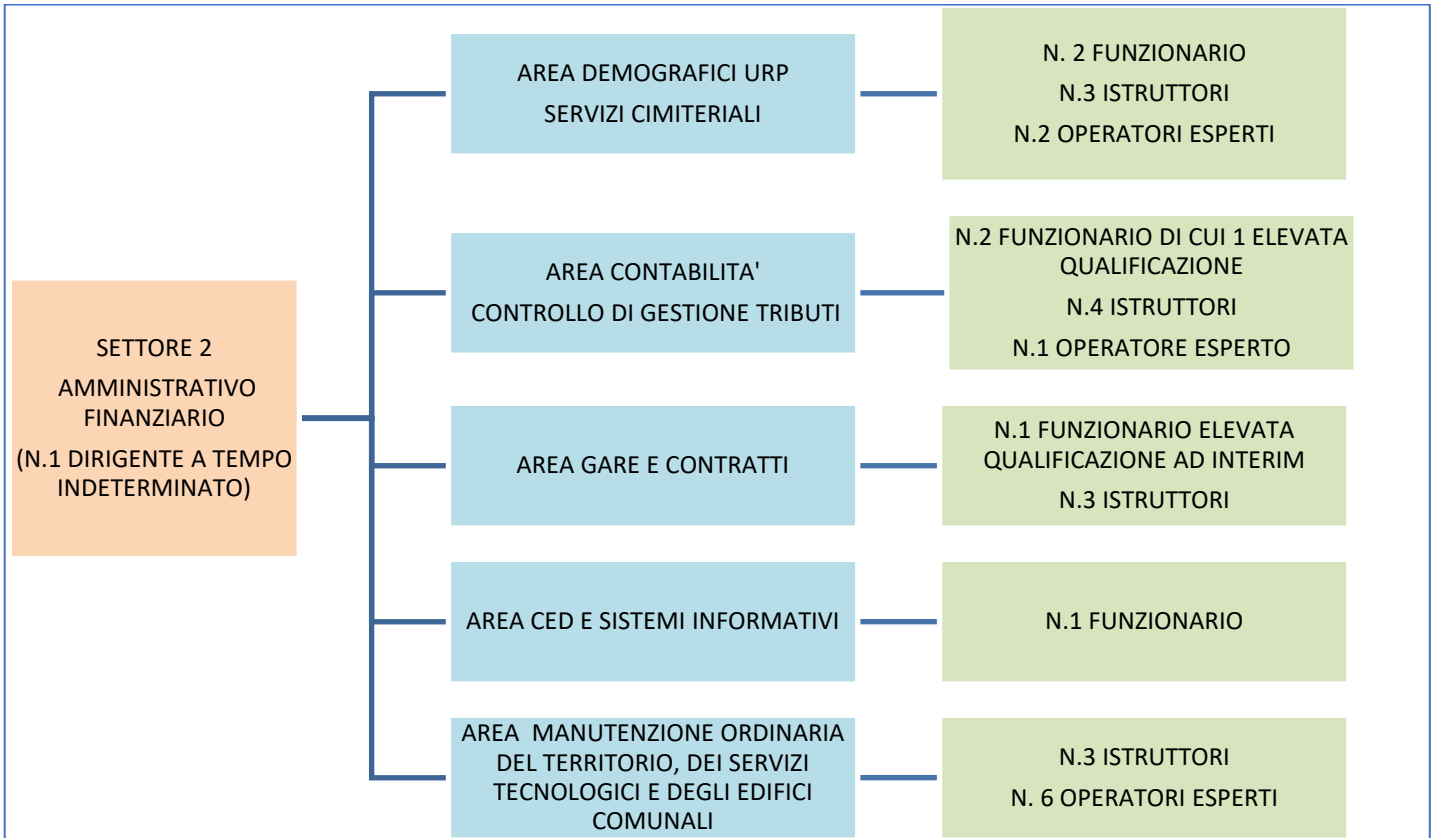 SETTORE 2
AMMINISTRATIVO
FINANZIARIO
(N.1 DIRIGENTE A TEMPO
INDETERMINATO)
AREA DEMOGRAFICI URP
SERVIZI CIMITERIALI
N. 2 FUNZIONARIO
N.3 ISTRUTTORI
N.2 OPERATORI ESPERTI
AREA CONTABILITA'
CONTROLLO DI GESTIONE TRIBUTI
N.2 FUNZIONARIO DI CUI 1 ELEVATA
QUALIFICAZIONE
N.4 ISTRUTTORI
N.1 OPERATORE ESPERTO
AREA GARE E CONTRATTI
N.1 FUNZIONARIO ELEVATA
QUALIFICAZIONE AD INTERIM
N.3 ISTRUTTORI
AREA CED E SISTEMI INFORMATIVI
N.1 FUNZIONARIO
AREA  MANUTENZIONE ORDINARIA
DEL TERRITORIO, DEI SERVIZI
TECNOLOGICI E DEGLI EDIFICI
COMUNALI
N.3 ISTRUTTORI
N. 6 OPERATORI ESPERTI